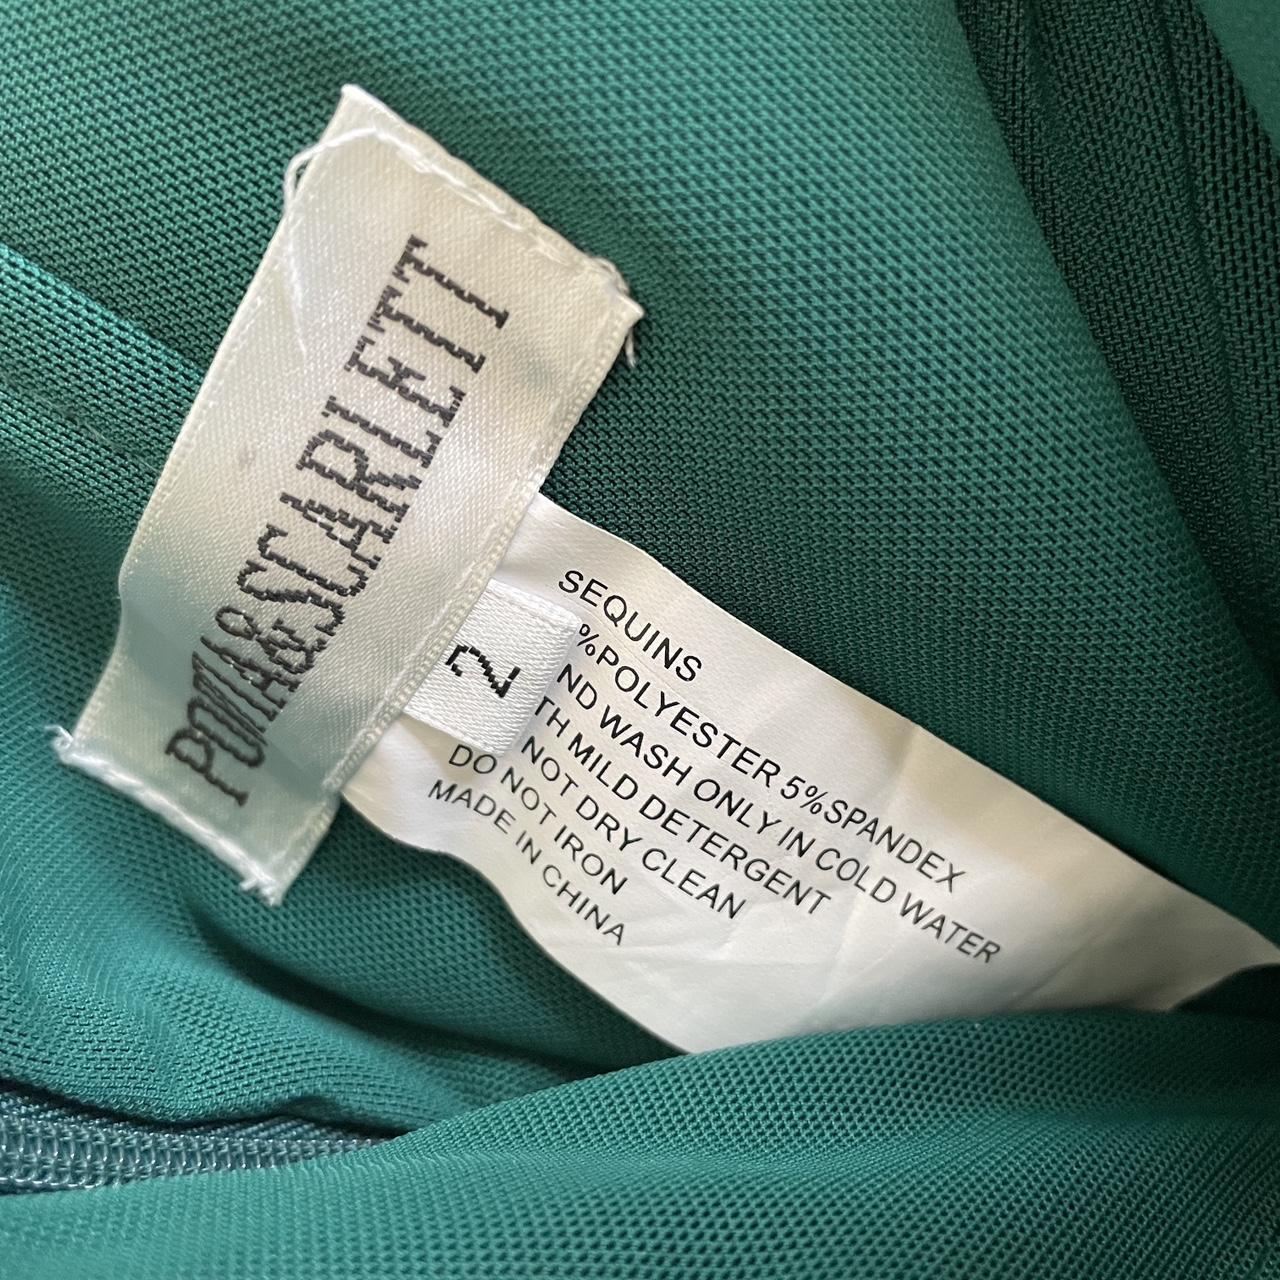 POVIA&SCARLETT
2
SEQUINS
%POLYESTER 5%SPANDEX
ND WASH ONLY IN COLD WATER
TH MILD DETERGENT
NOT DRY CLEAN
DO NOT IRON
MADE IN CHINA